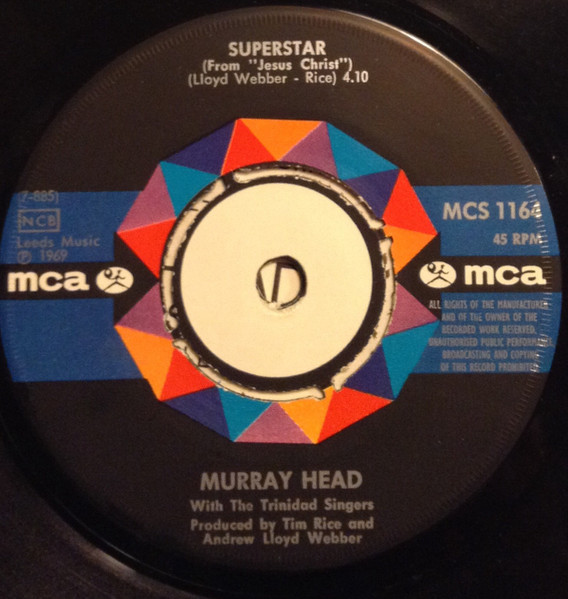 SUPERSTAR
(From "Jesus Christ")
(Lloyd Webber - Rice) 4.10
7-885)
NCB
Leeds Music
Ⓟ 1969
mca
MCS 1164
45 RPM
mca
ALL RIGHTS OF THE MANUFACTURER
AND OF THE OWNER OF THE
RECORDED WORK RESERVED.
UNAUTHORISED PUBLIC PERFORMANCE
BROADCASTING AND COPYING
OF THIS RECORD PROHIBITED
MURRAY HEAD
With The Trinidad Singers
Produced by Tim Rice and
Andrew Lloyd Webber